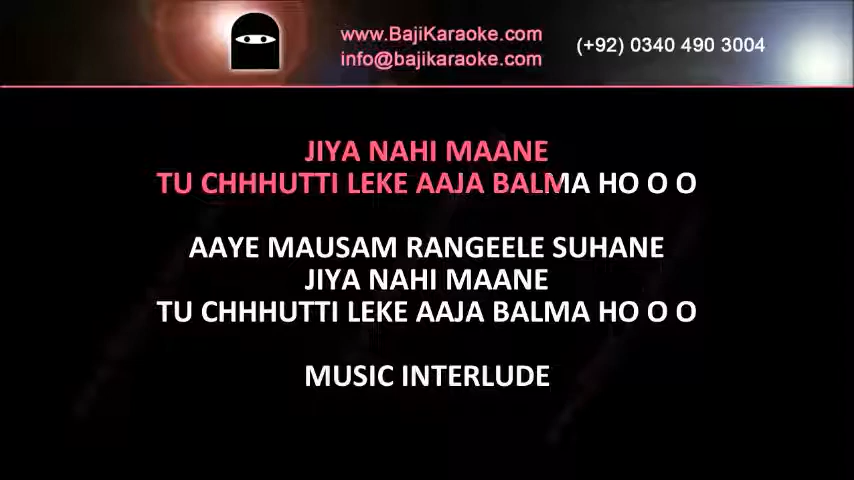 www.BajiKaraoke.com
info@bajikaraoke.com
(+92) 0340 490 3004
JIYA NAHI MAANE
TU CHHHUTTI LEKE AAJA BALMA HO O O
AAYE MAUSAM RANGEELE SUHANE
JIYA NAHI MAANE
TU CHHHUTTI LEKE AAJA BALMA HO O O
MUSIC INTERLUDE